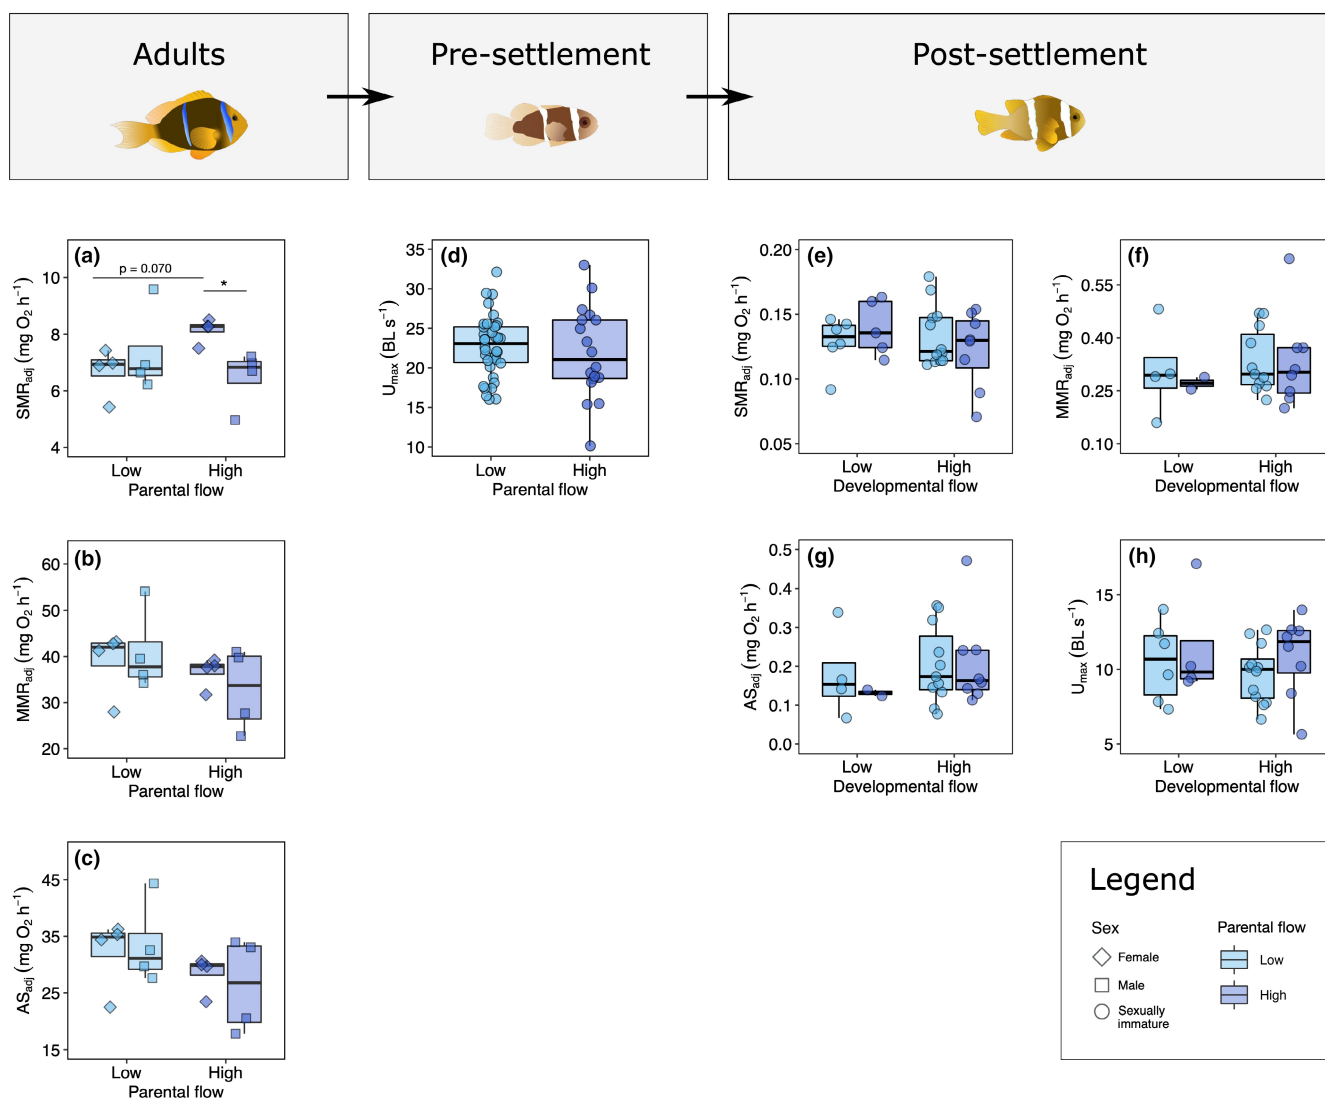 Adults
Pre-settlement
Post-settlement
(a)
p = 0.070
*
SMRadj (mg O2 h−1)
10
8
6
4
Low
High
Parental flow
(d)
Umax (BL s−1)
35
30
25
20
15
10
Low
High
Parental flow
(e)
SMRadj (mg O2 h−1)
0.20
0.15
0.10
0.05
Low
High
Developmental flow
(f)
MMRadj (mg O2 h−1)
0.55
0.40
0.25
0.10
Low
High
Developmental flow
(b)
MMRadj (mg O2 h−1)
60
50
40
30
20
Low
High
Parental flow
(g)
ASadj (mg O2 h−1)
0.5
0.4
0.3
0.2
0.1
0.0
Low
High
Developmental flow
(h)
Umax (BL s−1)
15
10
5
Low
High
Developmental flow
(c)
ASadj (mg O2 h−1)
45
35
25
15
Low
High
Parental flow
Legend
Sex
Female
Male
Sexually
immature
Parental flow
Low
High